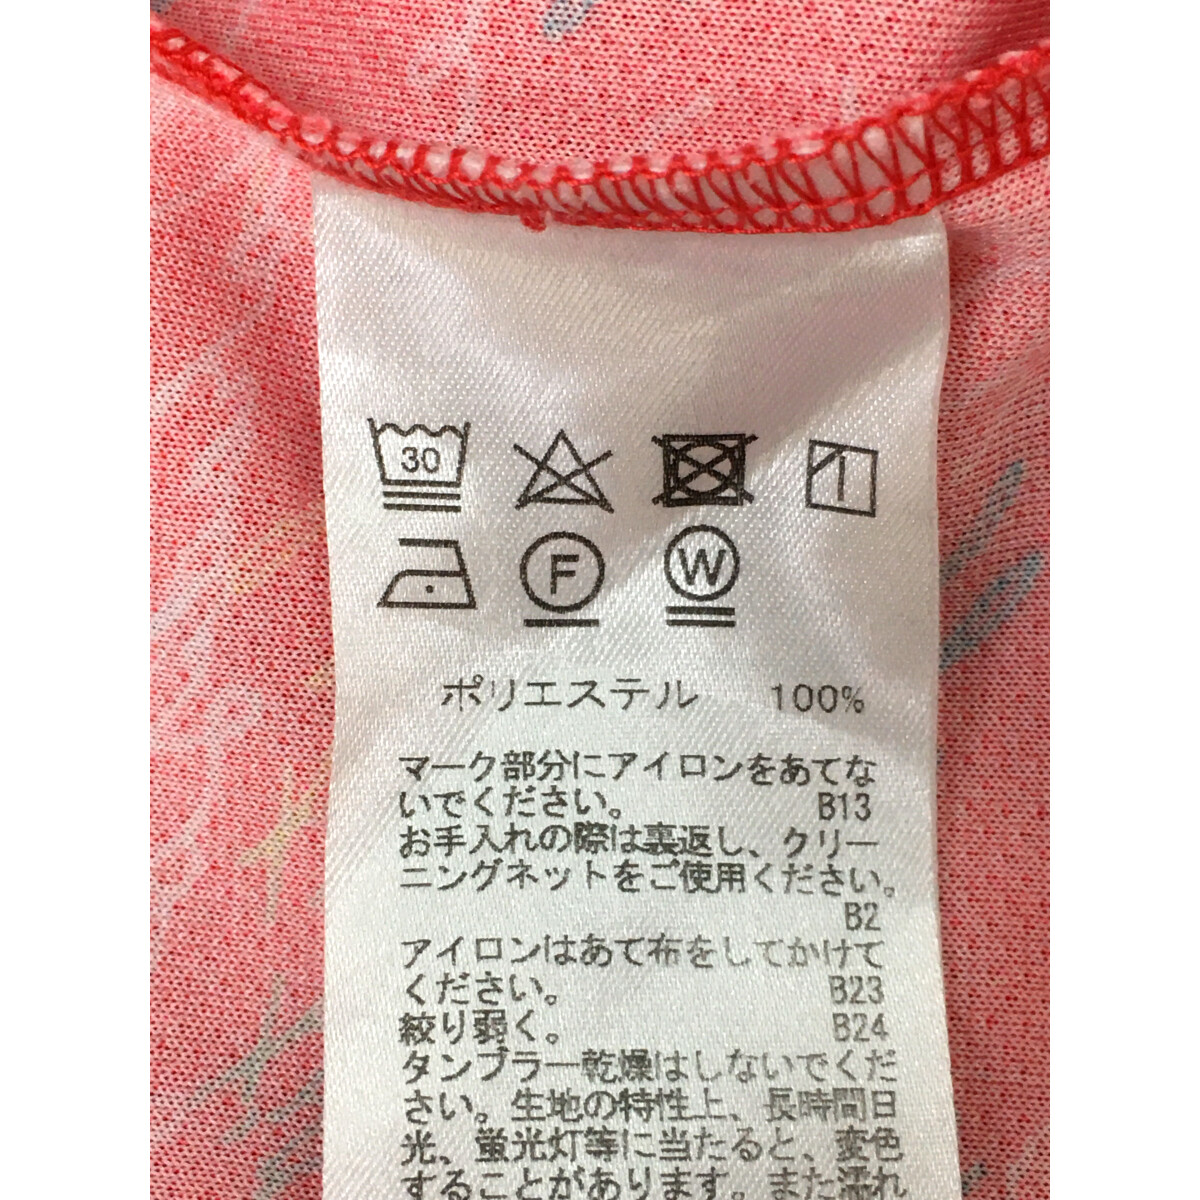 30
F W
ポリエステル 100%
マーク部分にアイロンをあてな
いでください。 B13
お手入れの際は裏返し、クリー
ニングネットをご使用ください。
B2
アイロンはあて布をしてかけて
ください。 B23
絞り弱く。 B24
タンブラー乾燥はしないでくだ
さい。生地の特性上、長時間日
光、蛍光灯等に当たると、変色
することがあります。また濡れ